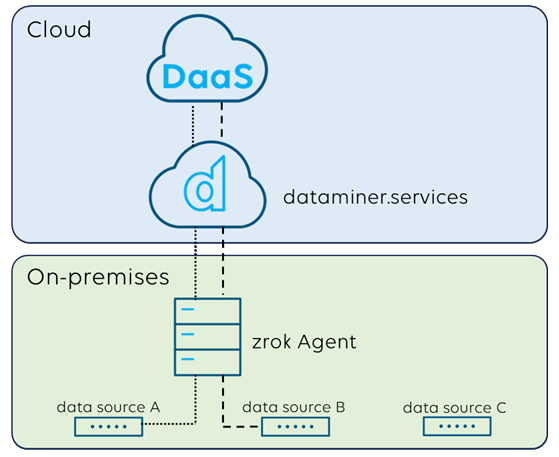 Cloud
DaaS
d
dataminer.services
On-premises
zrok Agent
data source A
data source B
data source C